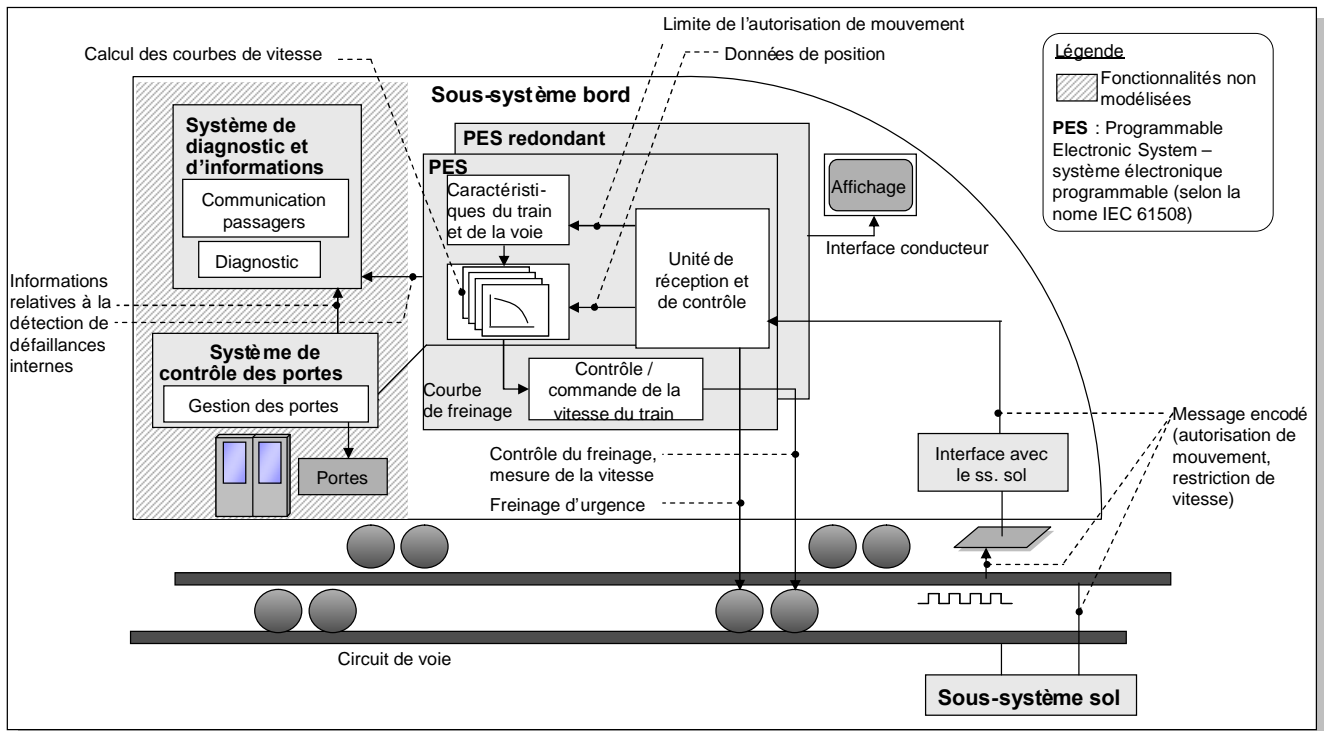 Limite de l'autorisation de mouvement
Calcul des courbes de vitesse
Données de position
Légende
Fonctionnalités non
modélisées
PES : Programmable
Electronic System –
système électronique
programmable (selon la
nome IEC 61508)
Sous-système bord
Système de
diagnostic et
d'informations
Communication
passagers
Diagnostic
PES redondant
PES
Caractéristi-
ques du train
et de la voie
Unité de
réception et
de contrôle
Affichage
Interface conducteur
Informations
relatives à la
détection de
défaillances
internes
Système de
contrôle des portes
Gestion des portes
Portes
Courbe
de freinage
Contrôle /
commande de la
vitesse du train
Contrôle du freinage,
mesure de la vitesse
Freinage d'urgence
Interface avec
le ss. sol
Message encodé
(autorisation de
mouvement,
restriction de
vitesse)
Circuit de voie
Sous-système sol